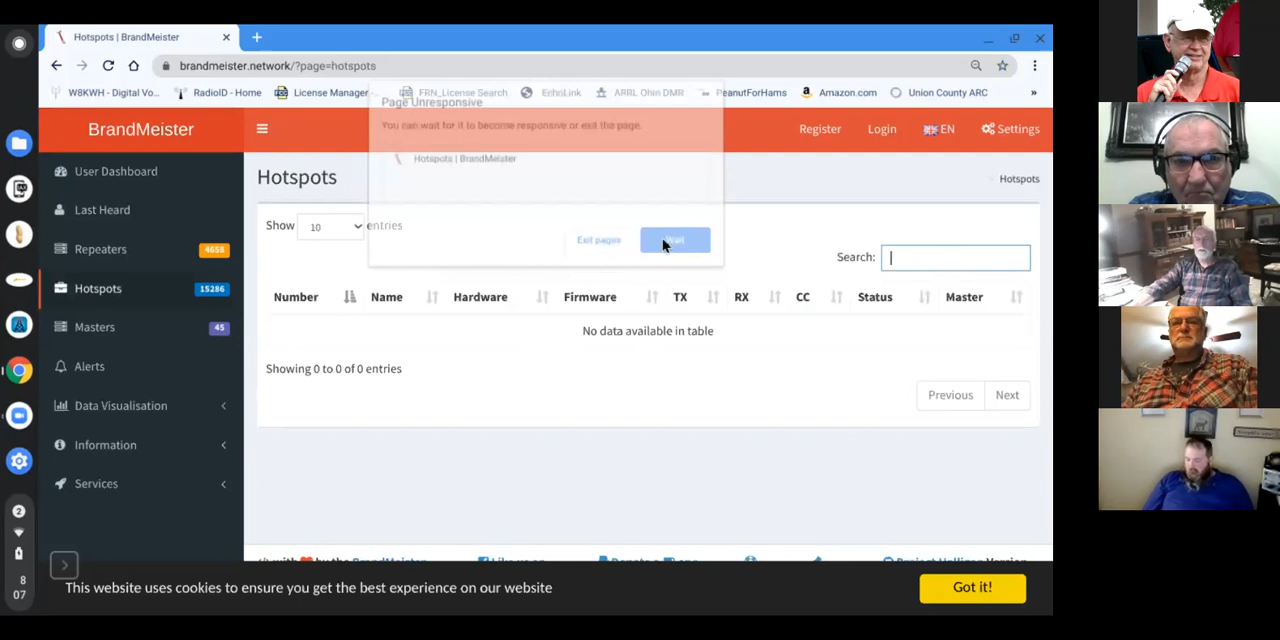 Hotspots | BrandMeister
brandmeister.network/?page=hotspots
W8KWH - Digital Vo...
RadioID - Home
License Manager
FRN_License Search
EchoLink
ARRL Ohin DMR
PeanutForHams
Amazon.com
Union County ARC
»
Page Unresponsive
You can wait for it to become responsive or exit the page.
Hotspots | BrandMeister
Exit pages
Wait
BrandMeister
Register
Login
EN
Settings
User Dashboard
Last Heard
Repeaters 4658
Hotspots 15286
Masters 45
Alerts
Data Visualisation
Information
Services
Hotspots
Hotspots
Show 10 entries
Search:
Number Name Hardware Firmware TX RX CC Status Master
No data available in table
Showing 0 to 0 of 0 entries
Previous Next
This website uses cookies to ensure you get the best experience on our website
Got it!
2
8
07